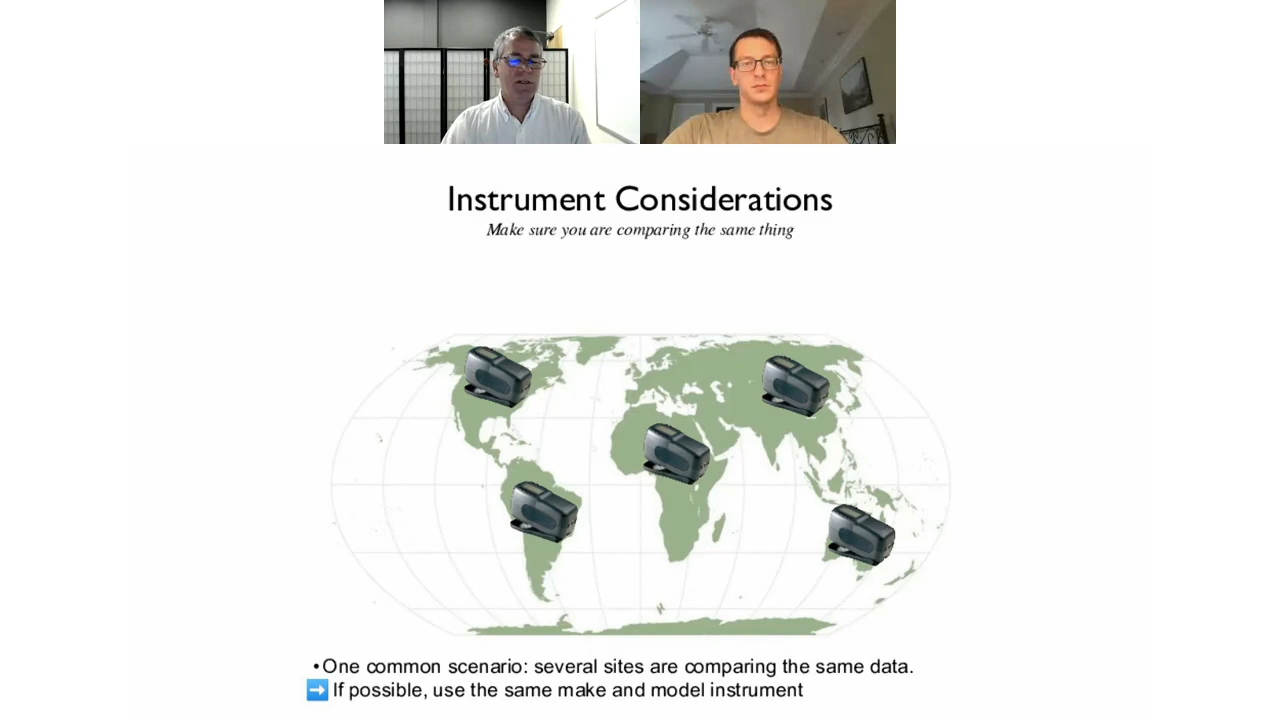 Instrument Considerations
Make sure you are comparing the same thing
•One common scenario: several sites are comparing the same data.
➡ If possible, use the same make and model instrument